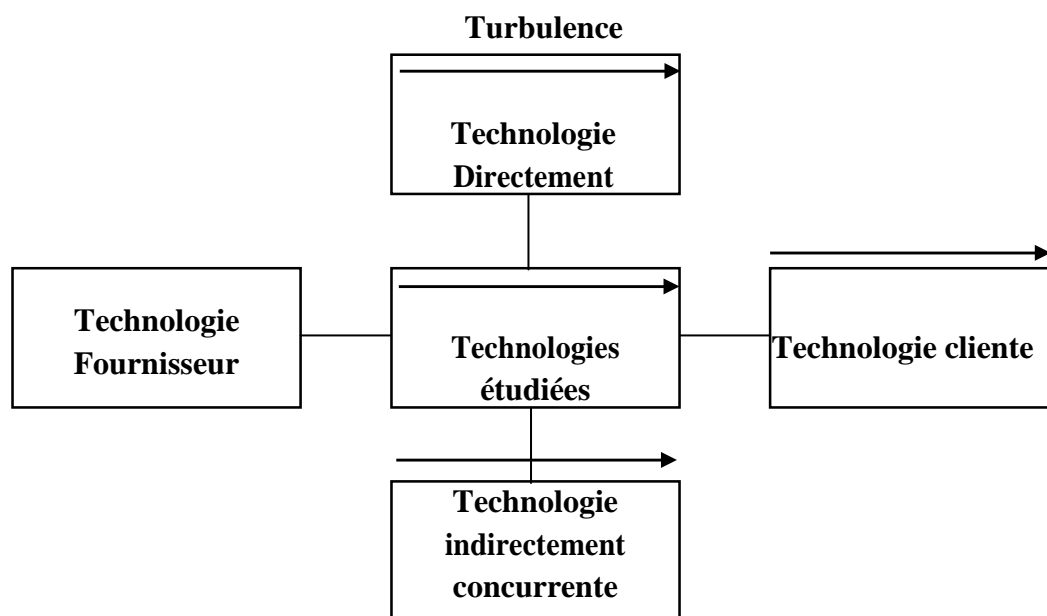 Turbulence
Technologie
Directement
Technologie
Fournisseur
Technologies
étudiées
Technologie cliente
Technologie
indirectement
concurrente